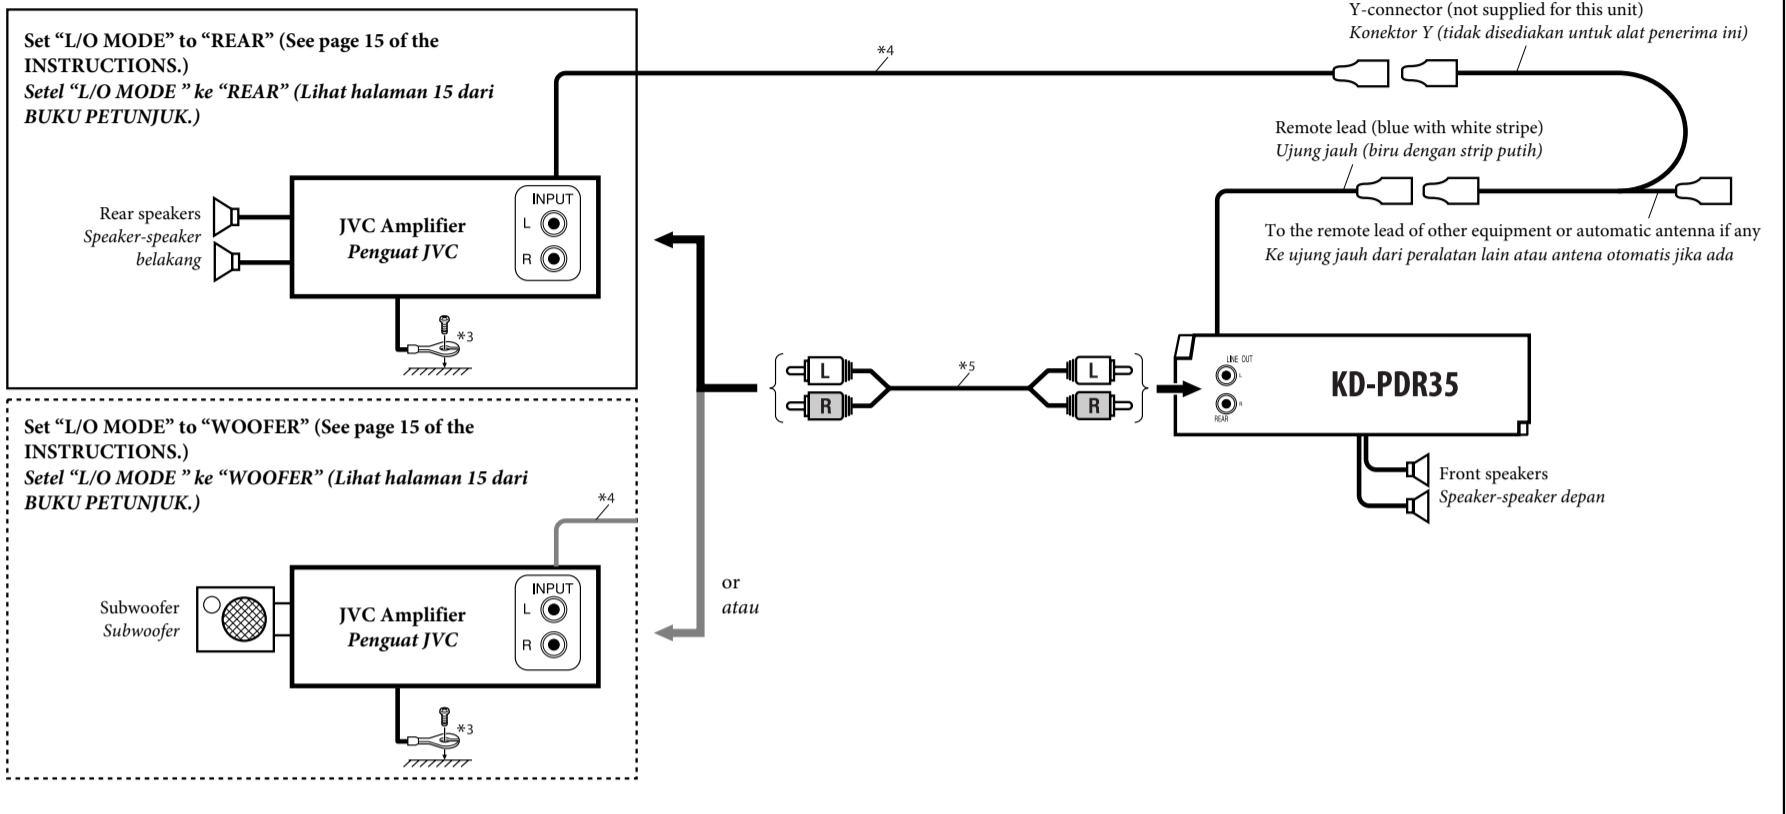 Set “L/O MODE” to “REAR” (See page 15 of the
INSTRUCTIONS.)
Setel “L/O MODE ” ke “REAR” (Lihat halaman 15 dari
BUKU PETUNJUK.)
Rear speakers
Speaker-speaker
belakang
JVC Amplifier
Penguat JVC
INPUT
L
R
*3
*4
Y-connector (not supplied for this unit)
Konektor Y (tidak disediakan untuk alat penerima ini)
Remote lead (blue with white stripe)
Ujung jauh (biru dengan strip putih)
To the remote lead of other equipment or automatic antenna if any
Ke ujung jauh dari peralatan lain atau antena otomatis jika ada
L
R
*5
L
R
LINE OUT
L
R
REAR
KD-PDR35
Front speakers
Speaker-speaker depan
Set “L/O MODE” to “WOOFER” (See page 15 of the
INSTRUCTIONS.)
Setel “L/O MODE ” ke “WOOFER” (Lihat halaman 15 dari
BUKU PETUNJUK.)
*4
Subwoofer
Subwoofer
JVC Amplifier
Penguat JVC
INPUT
L
R
*3
or
atau